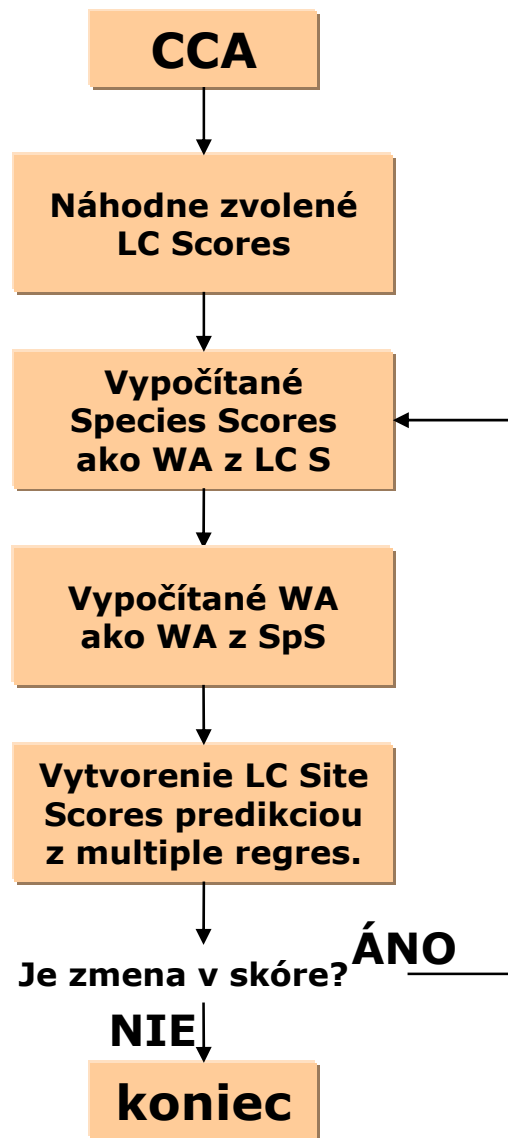 CCA
Náhodne zvolené
LC Scores
Vypočítané
Species Scores
ako WA z LC S
Vypočítané WA
ako WA z SpS
Vytvorenie LC Site
Scores predikciou
z multiple regres.
Je zmena v skóre? ÁNO
NIE
koniec